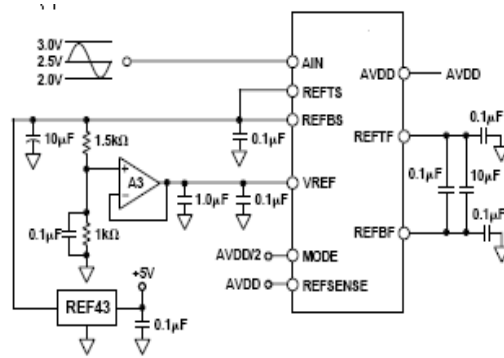 3.0V
2.5V
2.0V
AIN
REFTS
REFBS
VREF
MODE
REFSENSE
AVDD
AVDD
REFTF
REFBF
0.1μF
0.1μF
10μF
0.1μF
10μF
1.5kΩ
0.1μF
+
A3
−
1.0μF
0.1μF
0.1μF
1kΩ
AVDD/2
AVDD
+5V
REF43
0.1μF